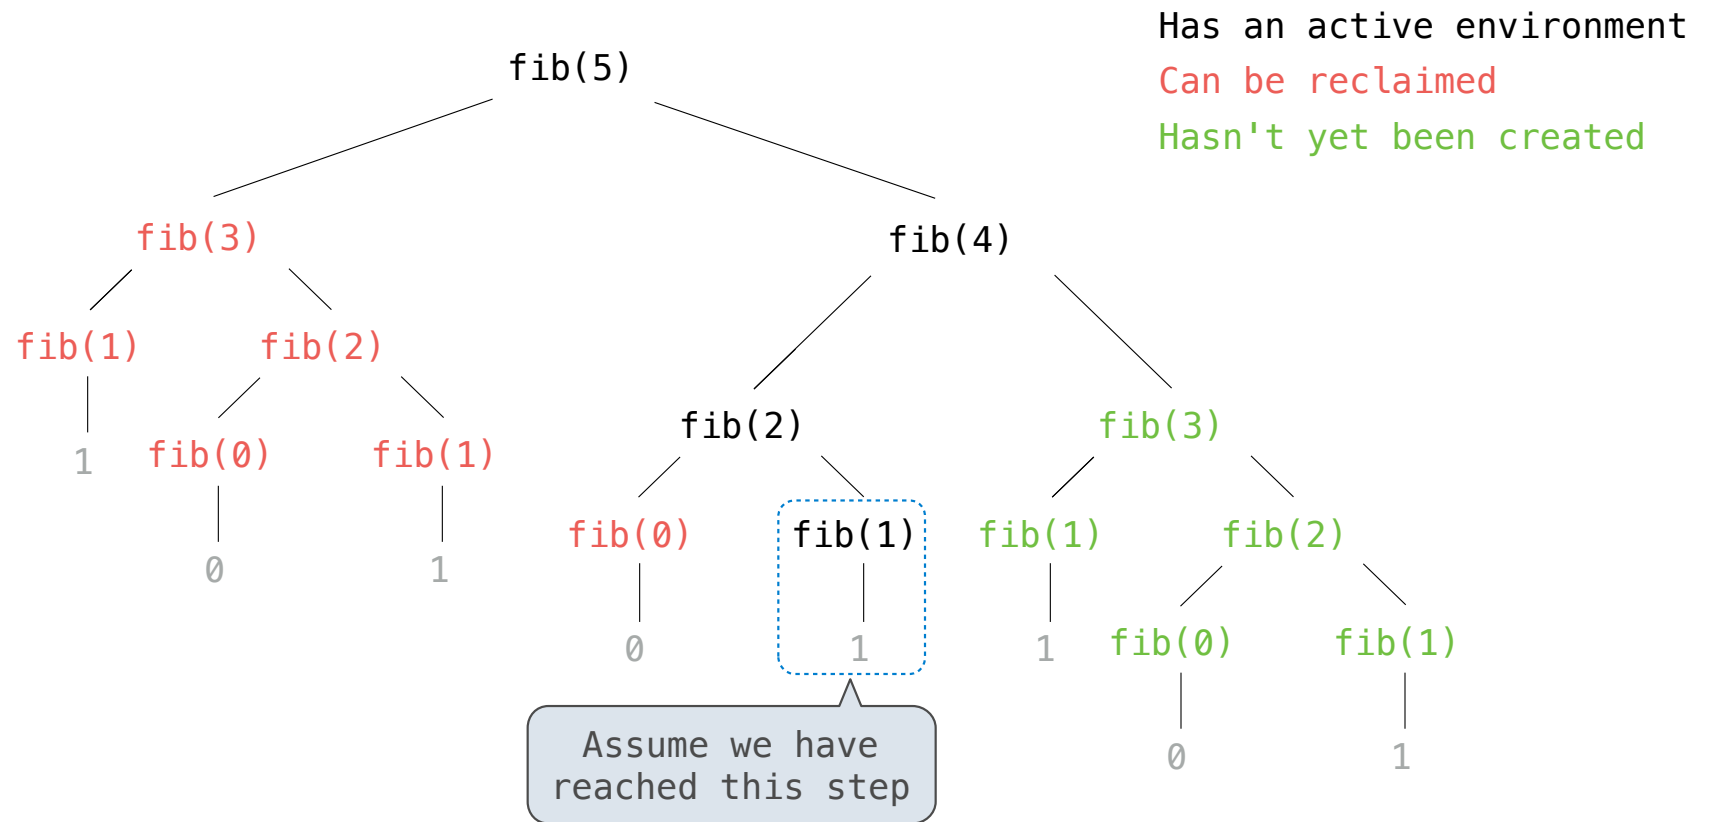 Has an active environment
Can be reclaimed
Hasn't yet been created
fib(5)
fib(3)
fib(4)
fib(1)
fib(2)
fib(2)
fib(3)
1
fib(0)
fib(1)
fib(0)
fib(1)
fib(1)
fib(2)
0
1
0
1
1
fib(0)
fib(1)
0
1
Assume we have
reached this step